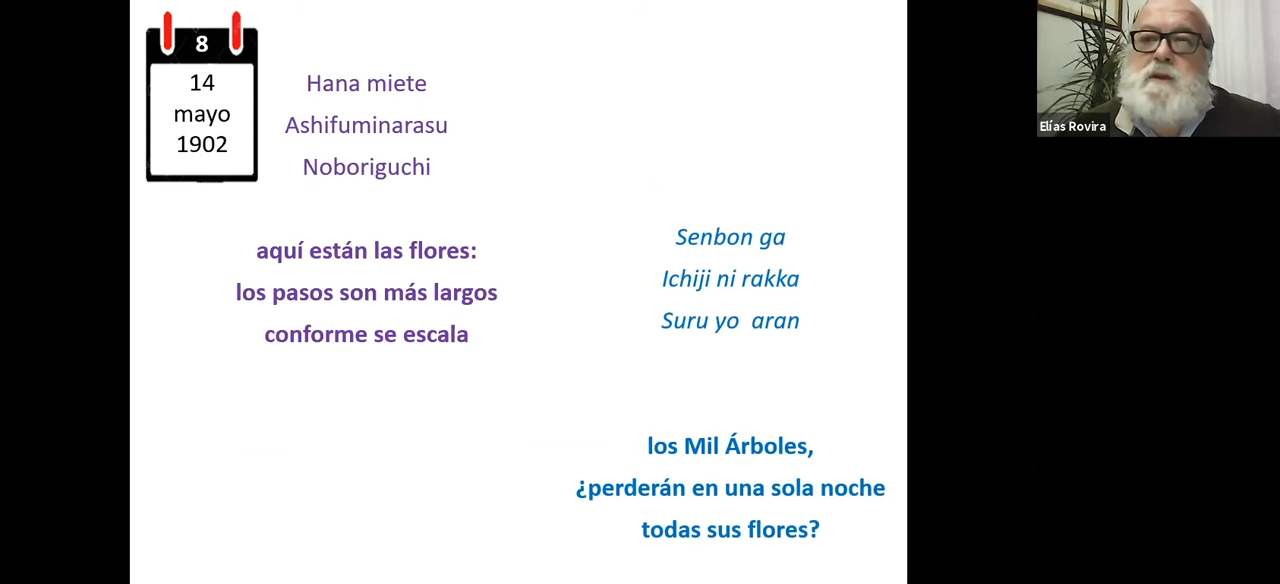 8
14
mayo
1902
Hana miete
Ashifuminarasu
Noboriguchi
aquí están las flores:
los pasos son más largos
conforme se escala
Senbon ga
Ichiji ni rakka
Suru yo aran
los Mil Árboles,
¿perderán en una sola noche
todas sus flores?
Elías Rovira